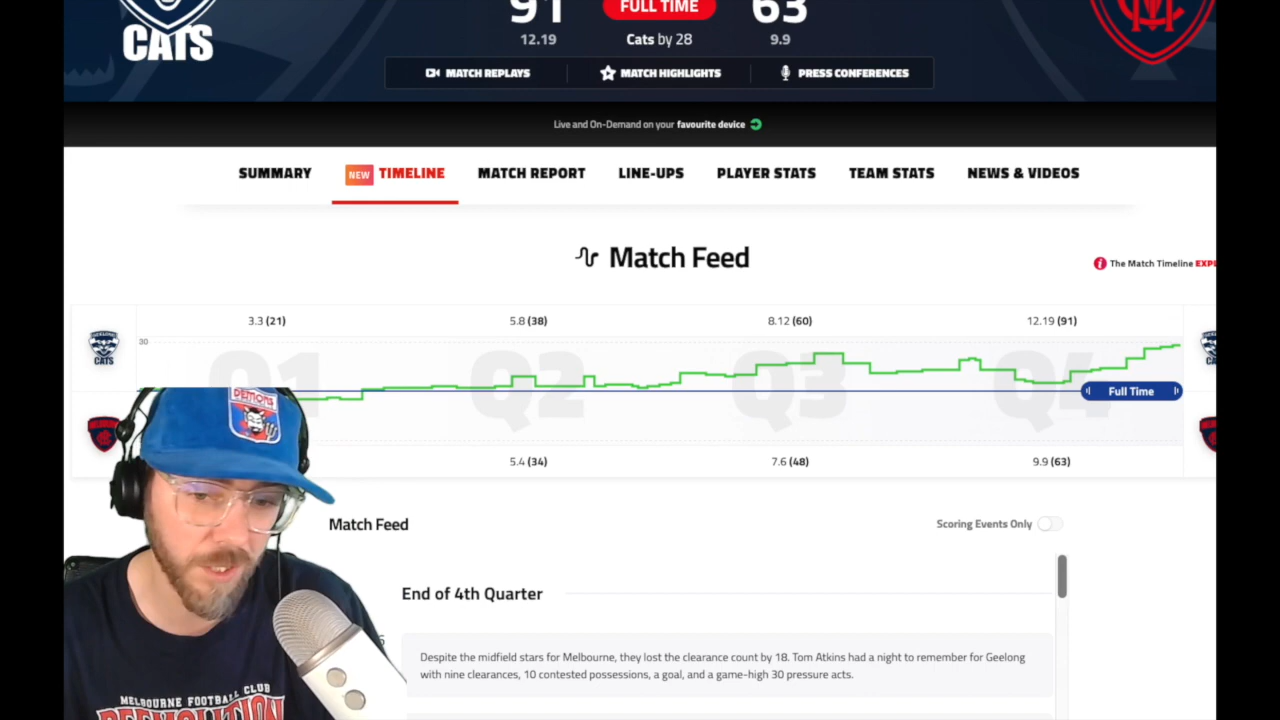 91
FULL TIME
63
CATS
12.19
Cats by 28
9.9
MATCH REPLAYS
MATCH HIGHLIGHTS
PRESS CONFERENCES
Live and On-Demand on your favourite device
SUMMARY
NEW TIMELINE
MATCH REPORT
LINE-UPS
PLAYER STATS
TEAM STATS
NEWS & VIDEOS
Match Feed
The Match Timeline
3.3 (21)
5.8 (38)
8.12 (60)
12.19 (91)
30
CATS
Q1
Q2
Q3
Q4
Full Time
5.4 (34)
7.6 (48)
9.9 (63)
DEMONS
Match Feed
Scoring Events Only
End of 4th Quarter
Despite the midfield stars for Melbourne, they lost the clearance count by 18. Tom Atkins had a night to remember for Geelong
with nine clearances, 10 contested possessions, a goal, and a game-high 30 pressure acts.
MELBOURNE FOOTBALL CLUB
DEMOLITION